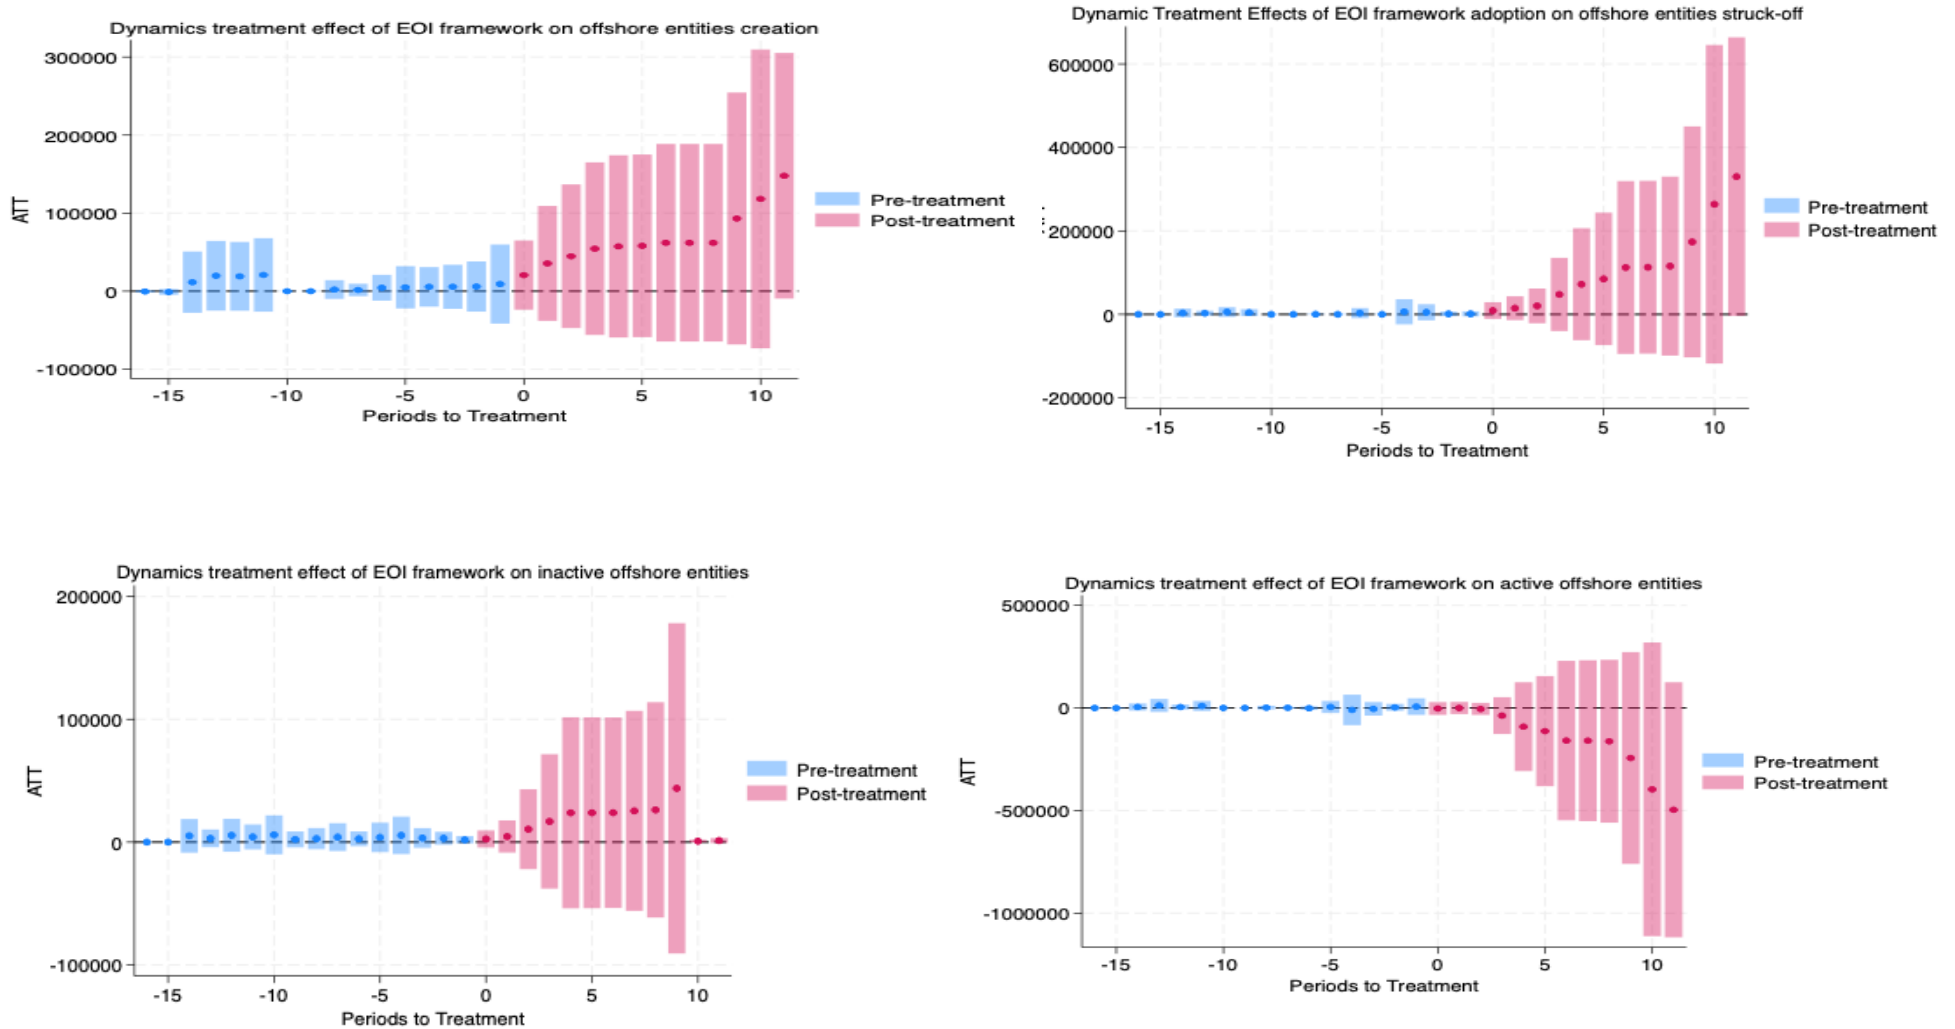 Dynamics treatment effect of EOI framework on offshore entities creation
300000
200000
100000
0
-100000
ATT
-15
-10
-5
0
5
10
Periods to Treatment
Pre-treatment
Post-treatment
Dynamic Treatment Effects of EOI framework adoption on offshore entities struck-off
600000
400000
200000
0
-200000
-15
-10
-5
0
5
10
Periods to Treatment
Pre-treatment
Post-treatment
Dynamics treatment effect of EOI framework on inactive offshore entities
200000
100000
0
-100000
ATT
-15
-10
-5
0
5
10
Periods to Treatment
Pre-treatment
Post-treatment
Dynamics treatment effect of EOI framework on active offshore entities
500000
0
-500000
-1000000
ATT
-15
-10
-5
0
5
10
Periods to Treatment
Pre-treatment
Post-treatment